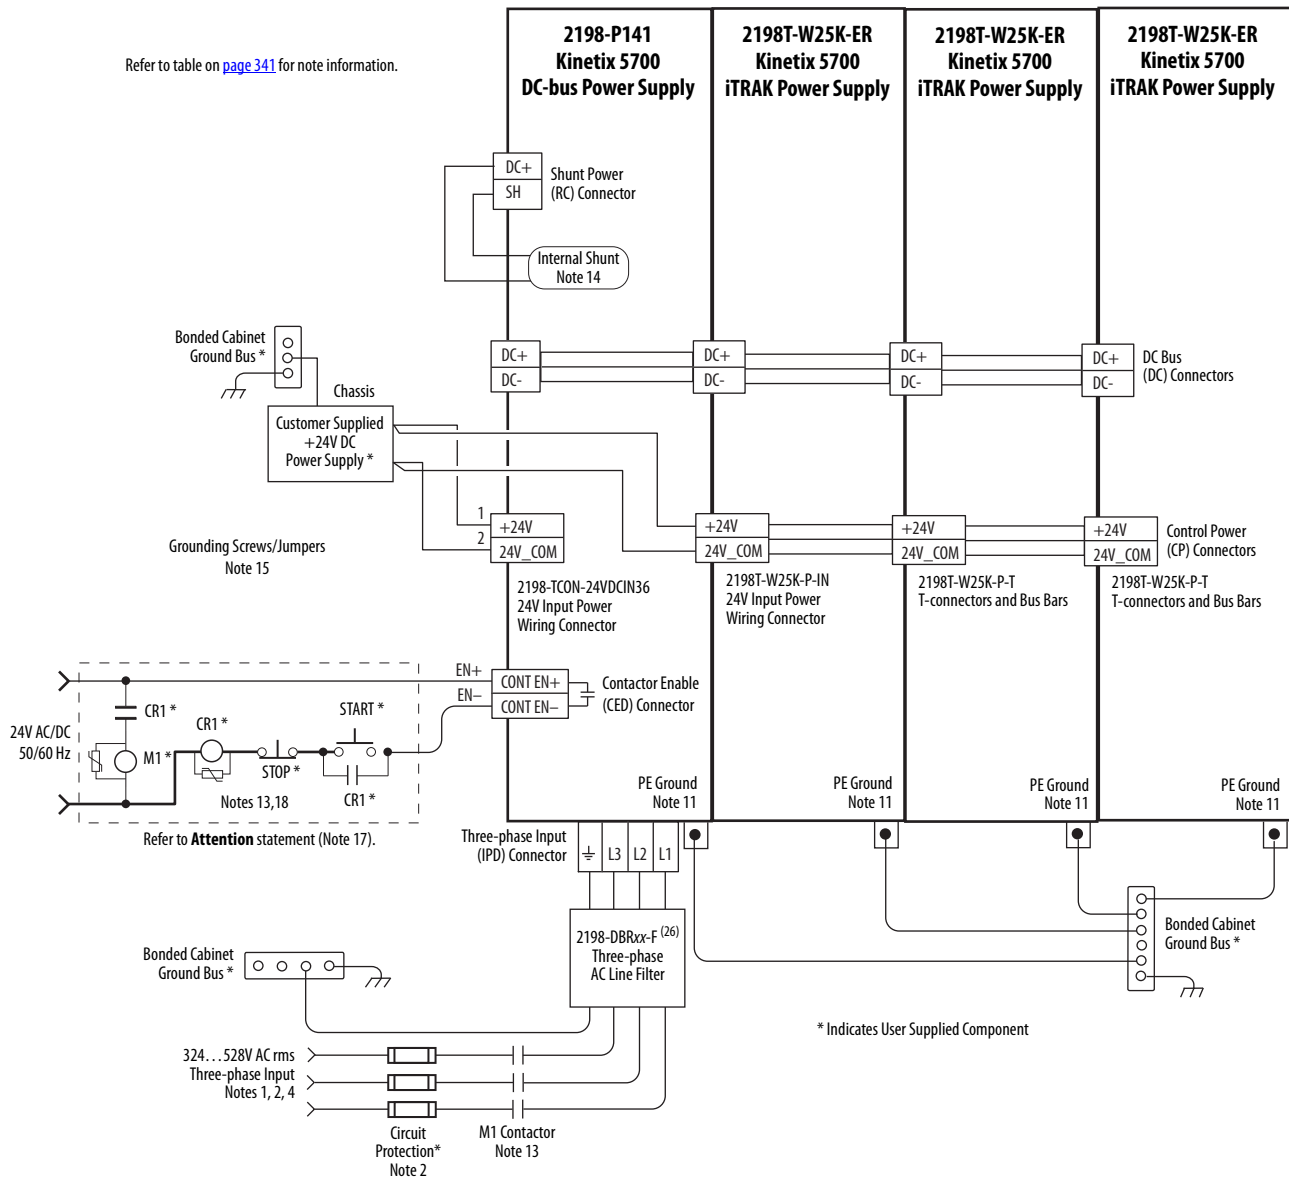 Refer to table on page 341 for note information.
2198-P141
Kinetix 5700
DC-bus Power Supply
2198T-W25K-ER
Kinetix 5700
iTRAK Power Supply
2198T-W25K-ER
Kinetix 5700
iTRAK Power Supply
2198T-W25K-ER
Kinetix 5700
iTRAK Power Supply
DC+
SH
Shunt Power
(RC) Connector
Internal Shunt
Note 14
Bonded Cabinet
Ground Bus *
DC+
DC-
DC+
DC-
DC+
DC-
DC+
DC-
DC Bus
(DC) Connectors
Chassis
Customer Supplied
+24V DC
Power Supply *
1
2
+24V
24V_COM
+24V
24V_COM
+24V
24V_COM
+24V
24V_COM
Control Power
(CP) Connectors
Grounding Screws/Jumpers
Note 15
2198-TCON-24VDCIN36
24V Input Power
Wiring Connector
2198T-W25K-P-IN
24V Input Power
Wiring Connector
2198T-W25K-P-T
T-connectors and Bus Bars
2198T-W25K-P-T
T-connectors and Bus Bars
EN+
EN–
CONT EN+
CONT EN–
Contactor Enable
(CED) Connector
24V AC/DC
50/60 Hz
CR1 *
M1 *
CR1 *
STOP *
START *
CR1 *
Notes 13,18
Refer to Attention statement (Note 17).
PE Ground
Note 11
PE Ground
Note 11
PE Ground
Note 11
PE Ground
Note 11
Three-phase Input
(IPD) Connector
L3
L2
L1
2198-DBRxx-F (26)
Three-phase
AC Line Filter
Bonded Cabinet
Ground Bus *
Bonded Cabinet
Ground Bus *
* Indicates User Supplied Component
324…528V AC rms
Three-phase Input
Notes 1, 2, 4
Circuit
Protection*
Note 2
M1 Contactor
Note 13